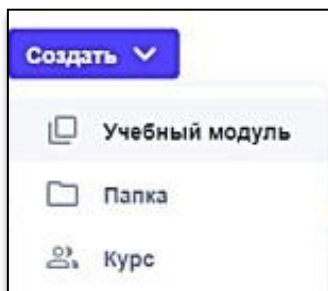 Создать
Учебный модуль
Папка
Курс